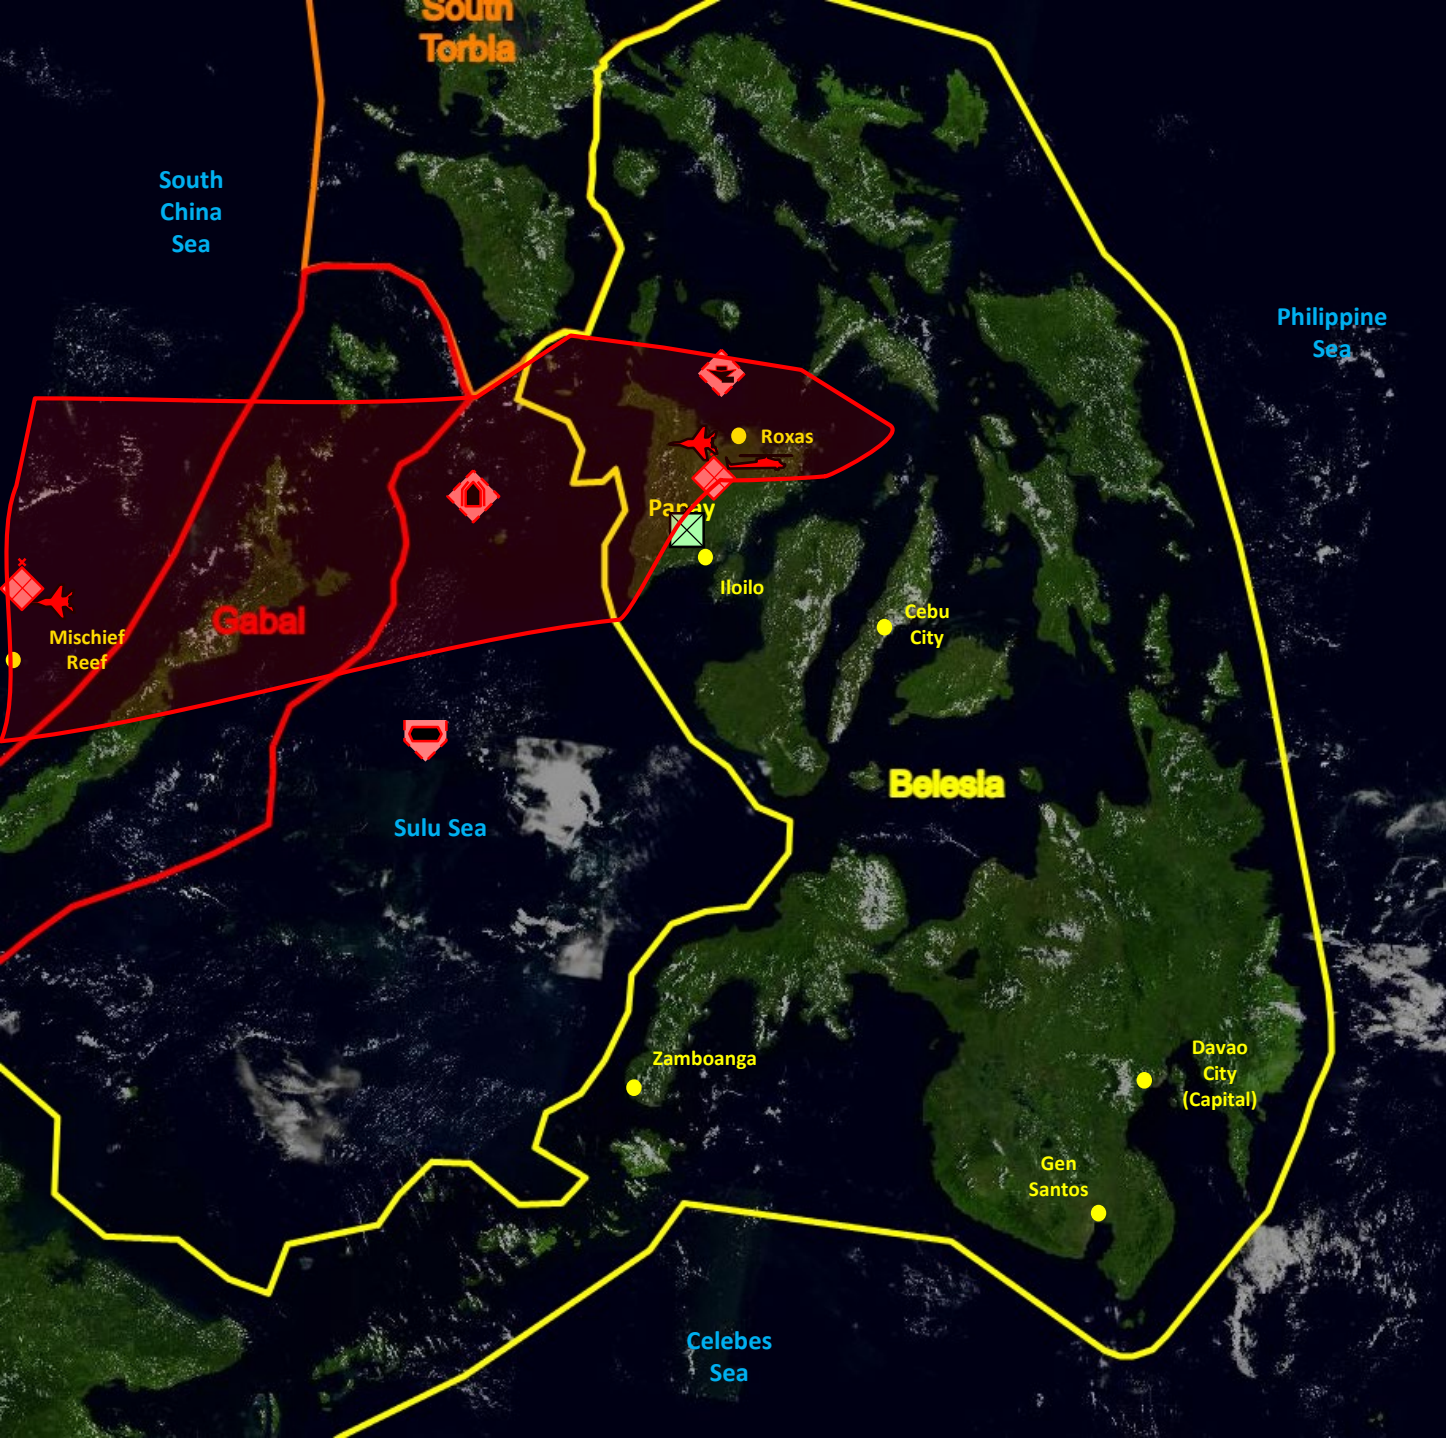 South
Torbia
South
China
Sea
Philippine
Sea
Roxas
Panay
Iloilo
Cebu
City
Gabal
Mischief
Reef
Belesia
Sulu Sea
Zamboanga
Davao
City
(Capital)
Gen
Santos
Celebes
Sea